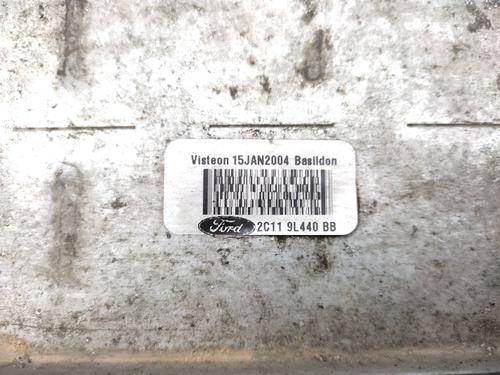 Visteon 15JAN2004 Basildon
Ford 2C11 9L440 BB